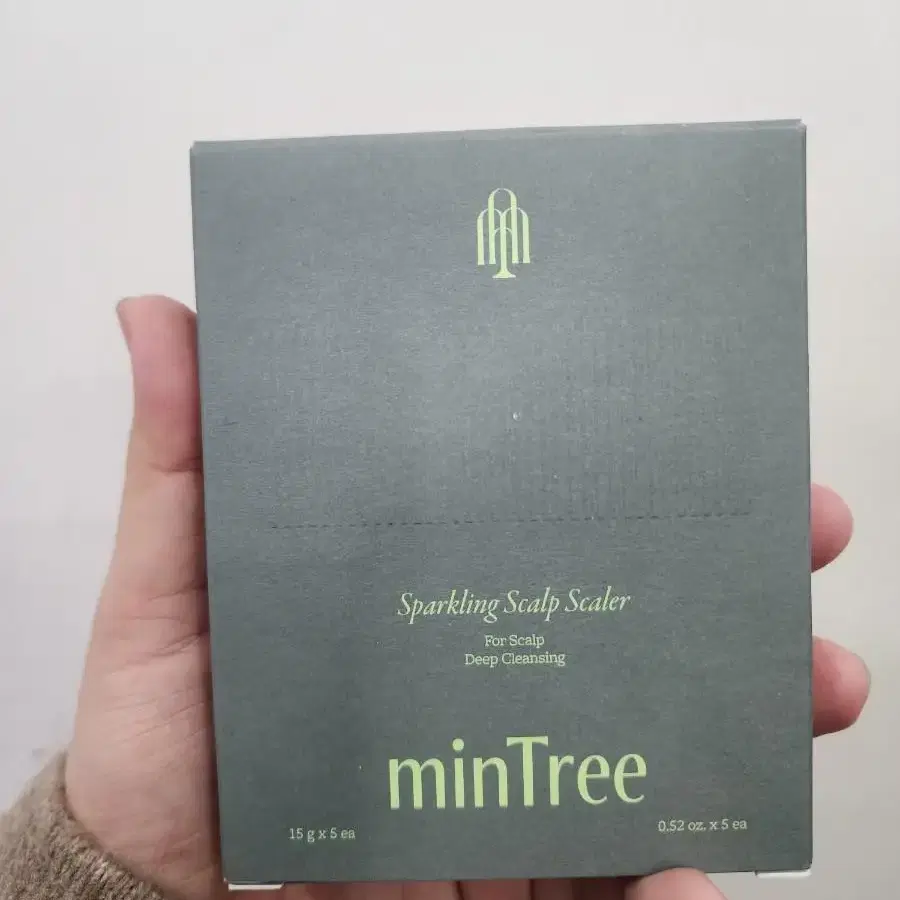 Sparkling Scalp Scaler
For Scalp
Deep Cleansing
minTree
15 g x 5 ea
0.52 oz. x 5 ea